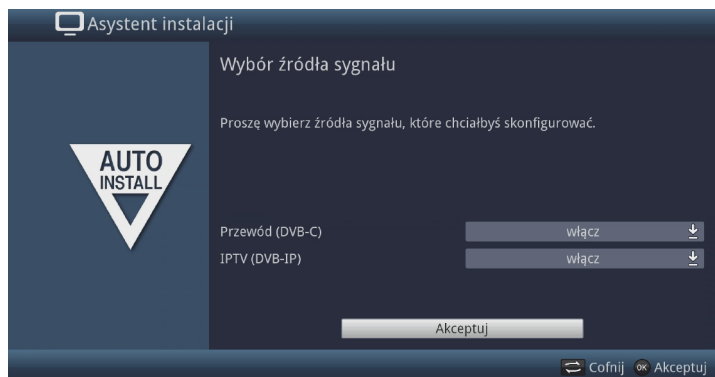 Asystent instalacji
Wybór źródła sygnału
Proszę wybierz źródła sygnału, które chciałbyś skonfigurować.
AUTO
INSTALL
Przewód (DVB-C) włącz
IPTV (DVB-IP) włącz
Akceptuj
Cofnij OK Akceptuj